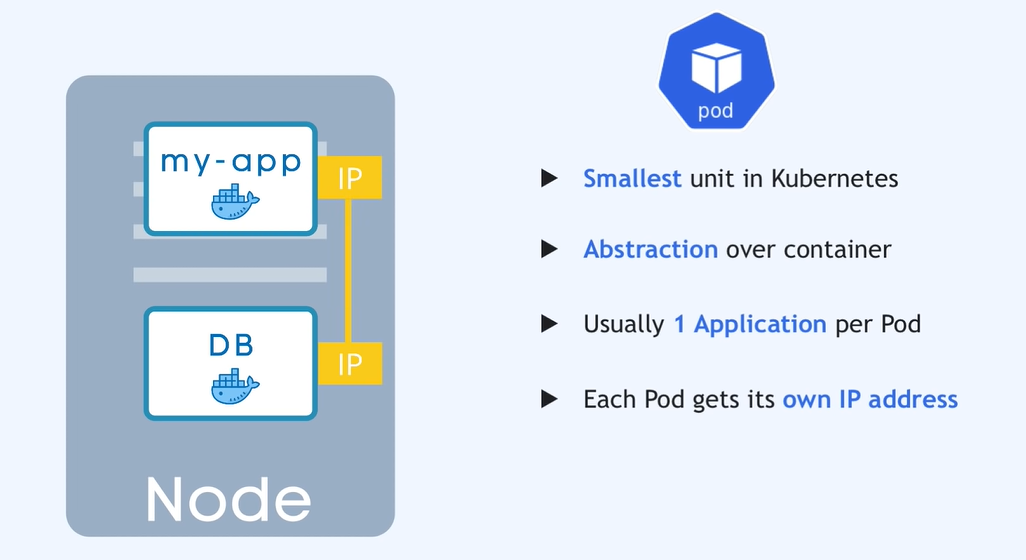 my-app
IP
DB
IP
Node
pod
Smallest unit in Kubernetes
Abstraction over container
Usually 1 Application per Pod
Each Pod gets its own IP address